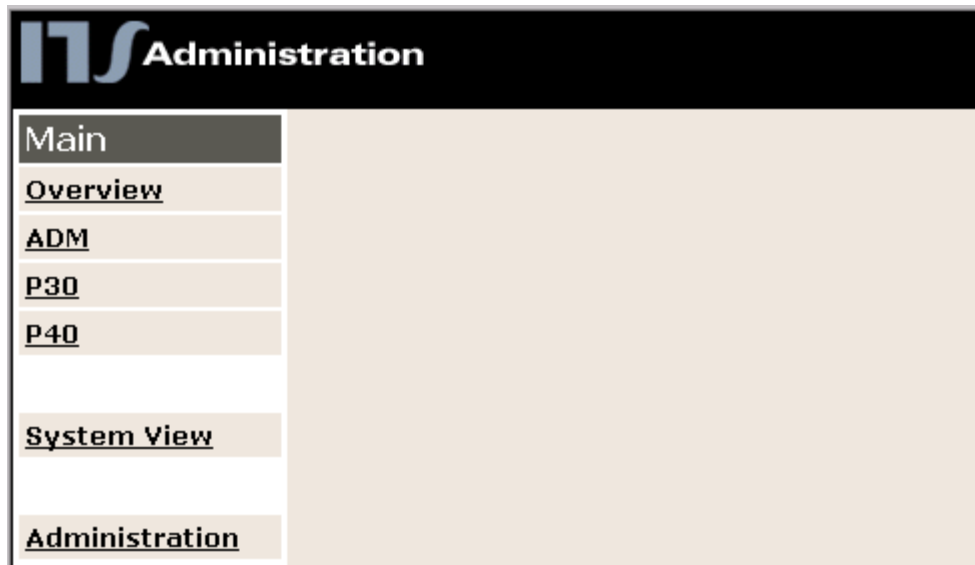 ITS Administration
Main
Overview
ADM
P30
P40
System View
Administration